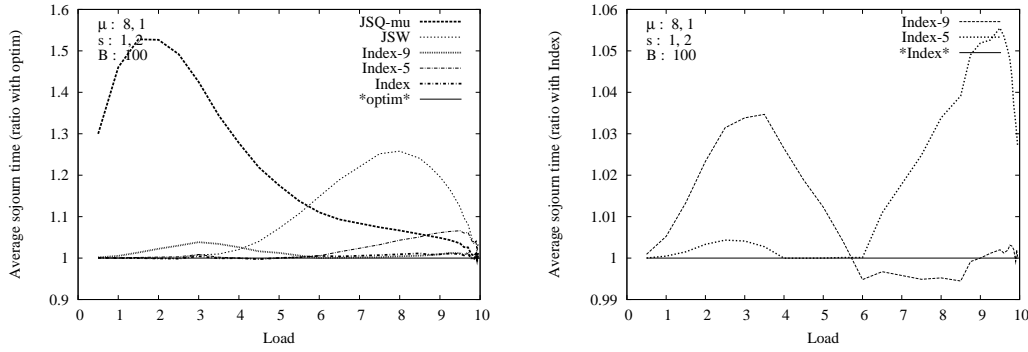 Average sojourn time (ratio with optim)
1.6
1.5
1.4
1.3
1.2
1.1
1
0.9
μ : 8, 1
s : 1, 2
B : 100
JSQ-mu
JSW
Index-9
Index-5
Index
*optim*
0 1 2 3 4 5 6 7 8 9 10
Load
Average sojourn time (ratio with Index)
1.06
1.05
1.04
1.03
1.02
1.01
1
0.99
μ : 8, 1
s : 1, 2
B : 100
Index-9
Index-5
*Index*
0 1 2 3 4 5 6 7 8 9 10
Load